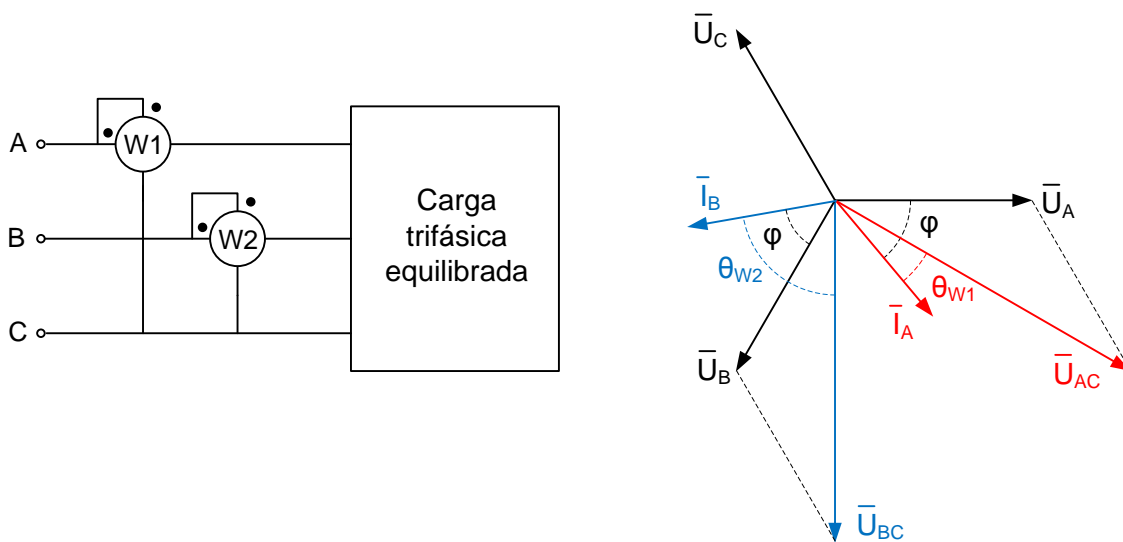 A
W1
B
W2
C
Carga
trifásica
equilibrada
U̅C
I̅B
U̅A
φ
φ
θW2
θW1
I̅A
U̅B
U̅AC
U̅BC